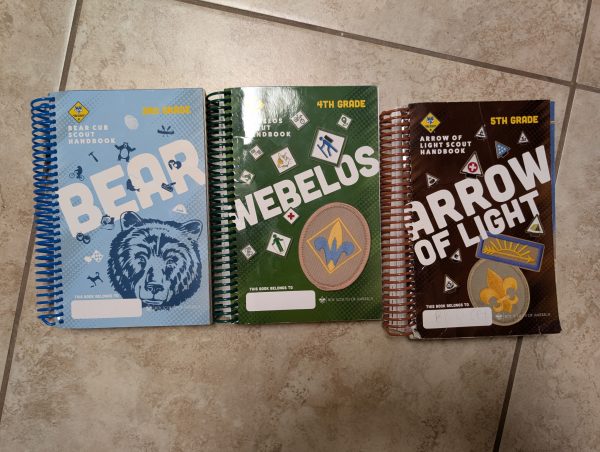 3RD GRADE
BEAR CUB
SCOUT
HANDBOOK
BEAR
THIS BOOK BELONGS TO
4TH GRADE
WEBELOS
SCOUT
HANDBOOK
WEBELOS
THIS BOOK BELONGS TO
BOY SCOUTS OF AMERICA
5TH GRADE
ARROW OF
LIGHT SCOUT
HANDBOOK
ARROW
OF LIGHT
THIS BOOK BELONGS TO
BOY SCOUTS OF AMERICA